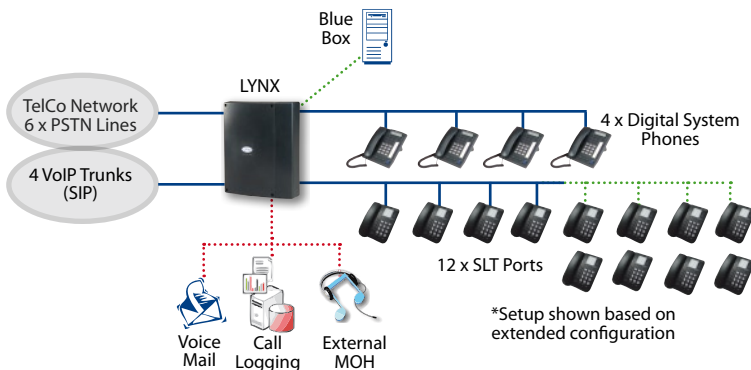 Blue
Box
LYNX
TelCo Network
6 x PSTN Lines
4 x Digital System
Phones
4 VoIP Trunks
(SIP)
12 x SLT Ports
*Setup shown based on
extended configuration
Voice
Mail
Call
Logging
External
MOH